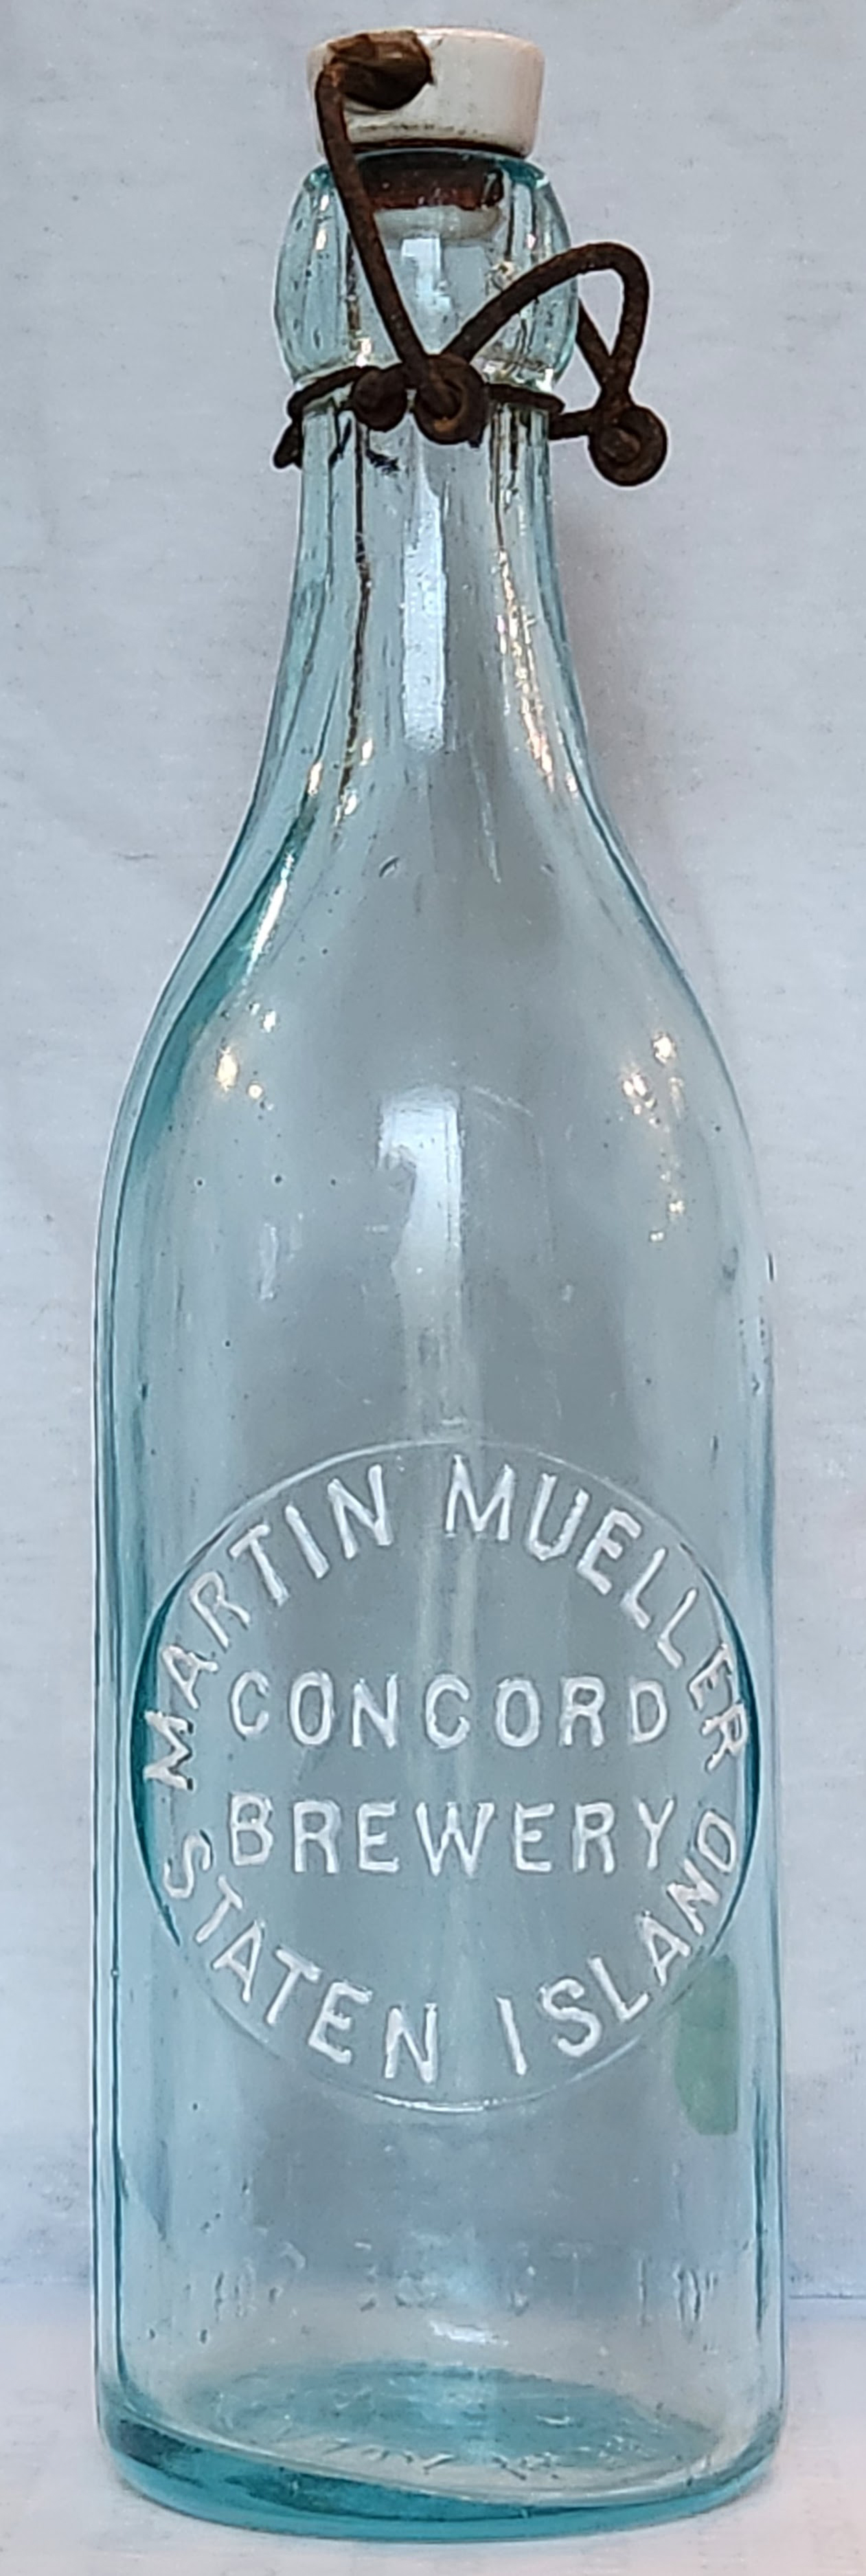 MARTIN MUELLER
CONCORD
BREWERY
STATEN ISLAND